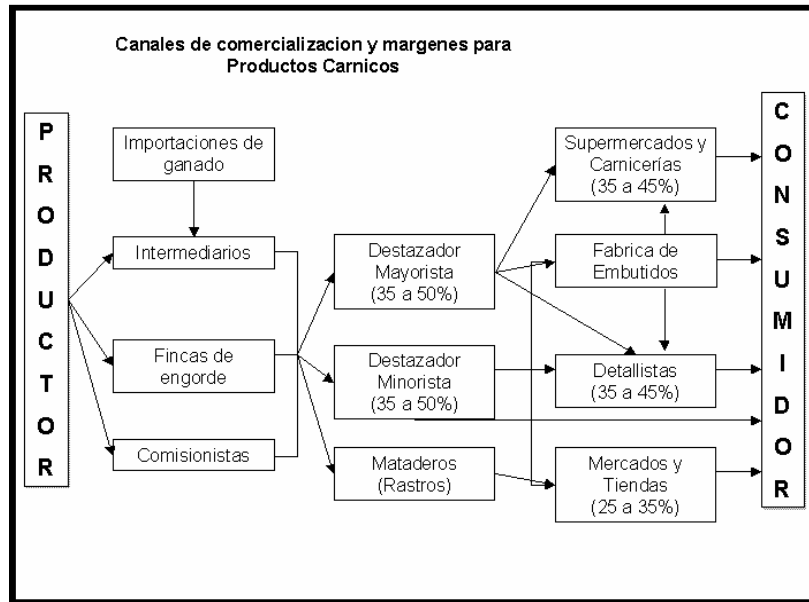 Canales de comercializacion y margenes para
Productos Carnicos
P
R
O
D
U
C
T
O
R
Importaciones de
ganado
Intermediarios
Fincas de
engorde
Comisionistas
Destazador
Mayorista
(35 a 50%)
Destazador
Minorista
(35 a 50%)
Mataderos
(Rastros)
Supermercados y
Carnicerías
(35 a 45%)
Fabrica de
Embutidos
Detallistas
(35 a 45%)
Mercados y
Tiendas
(25 a 35%)
C
O
N
S
U
M
I
D
O
R